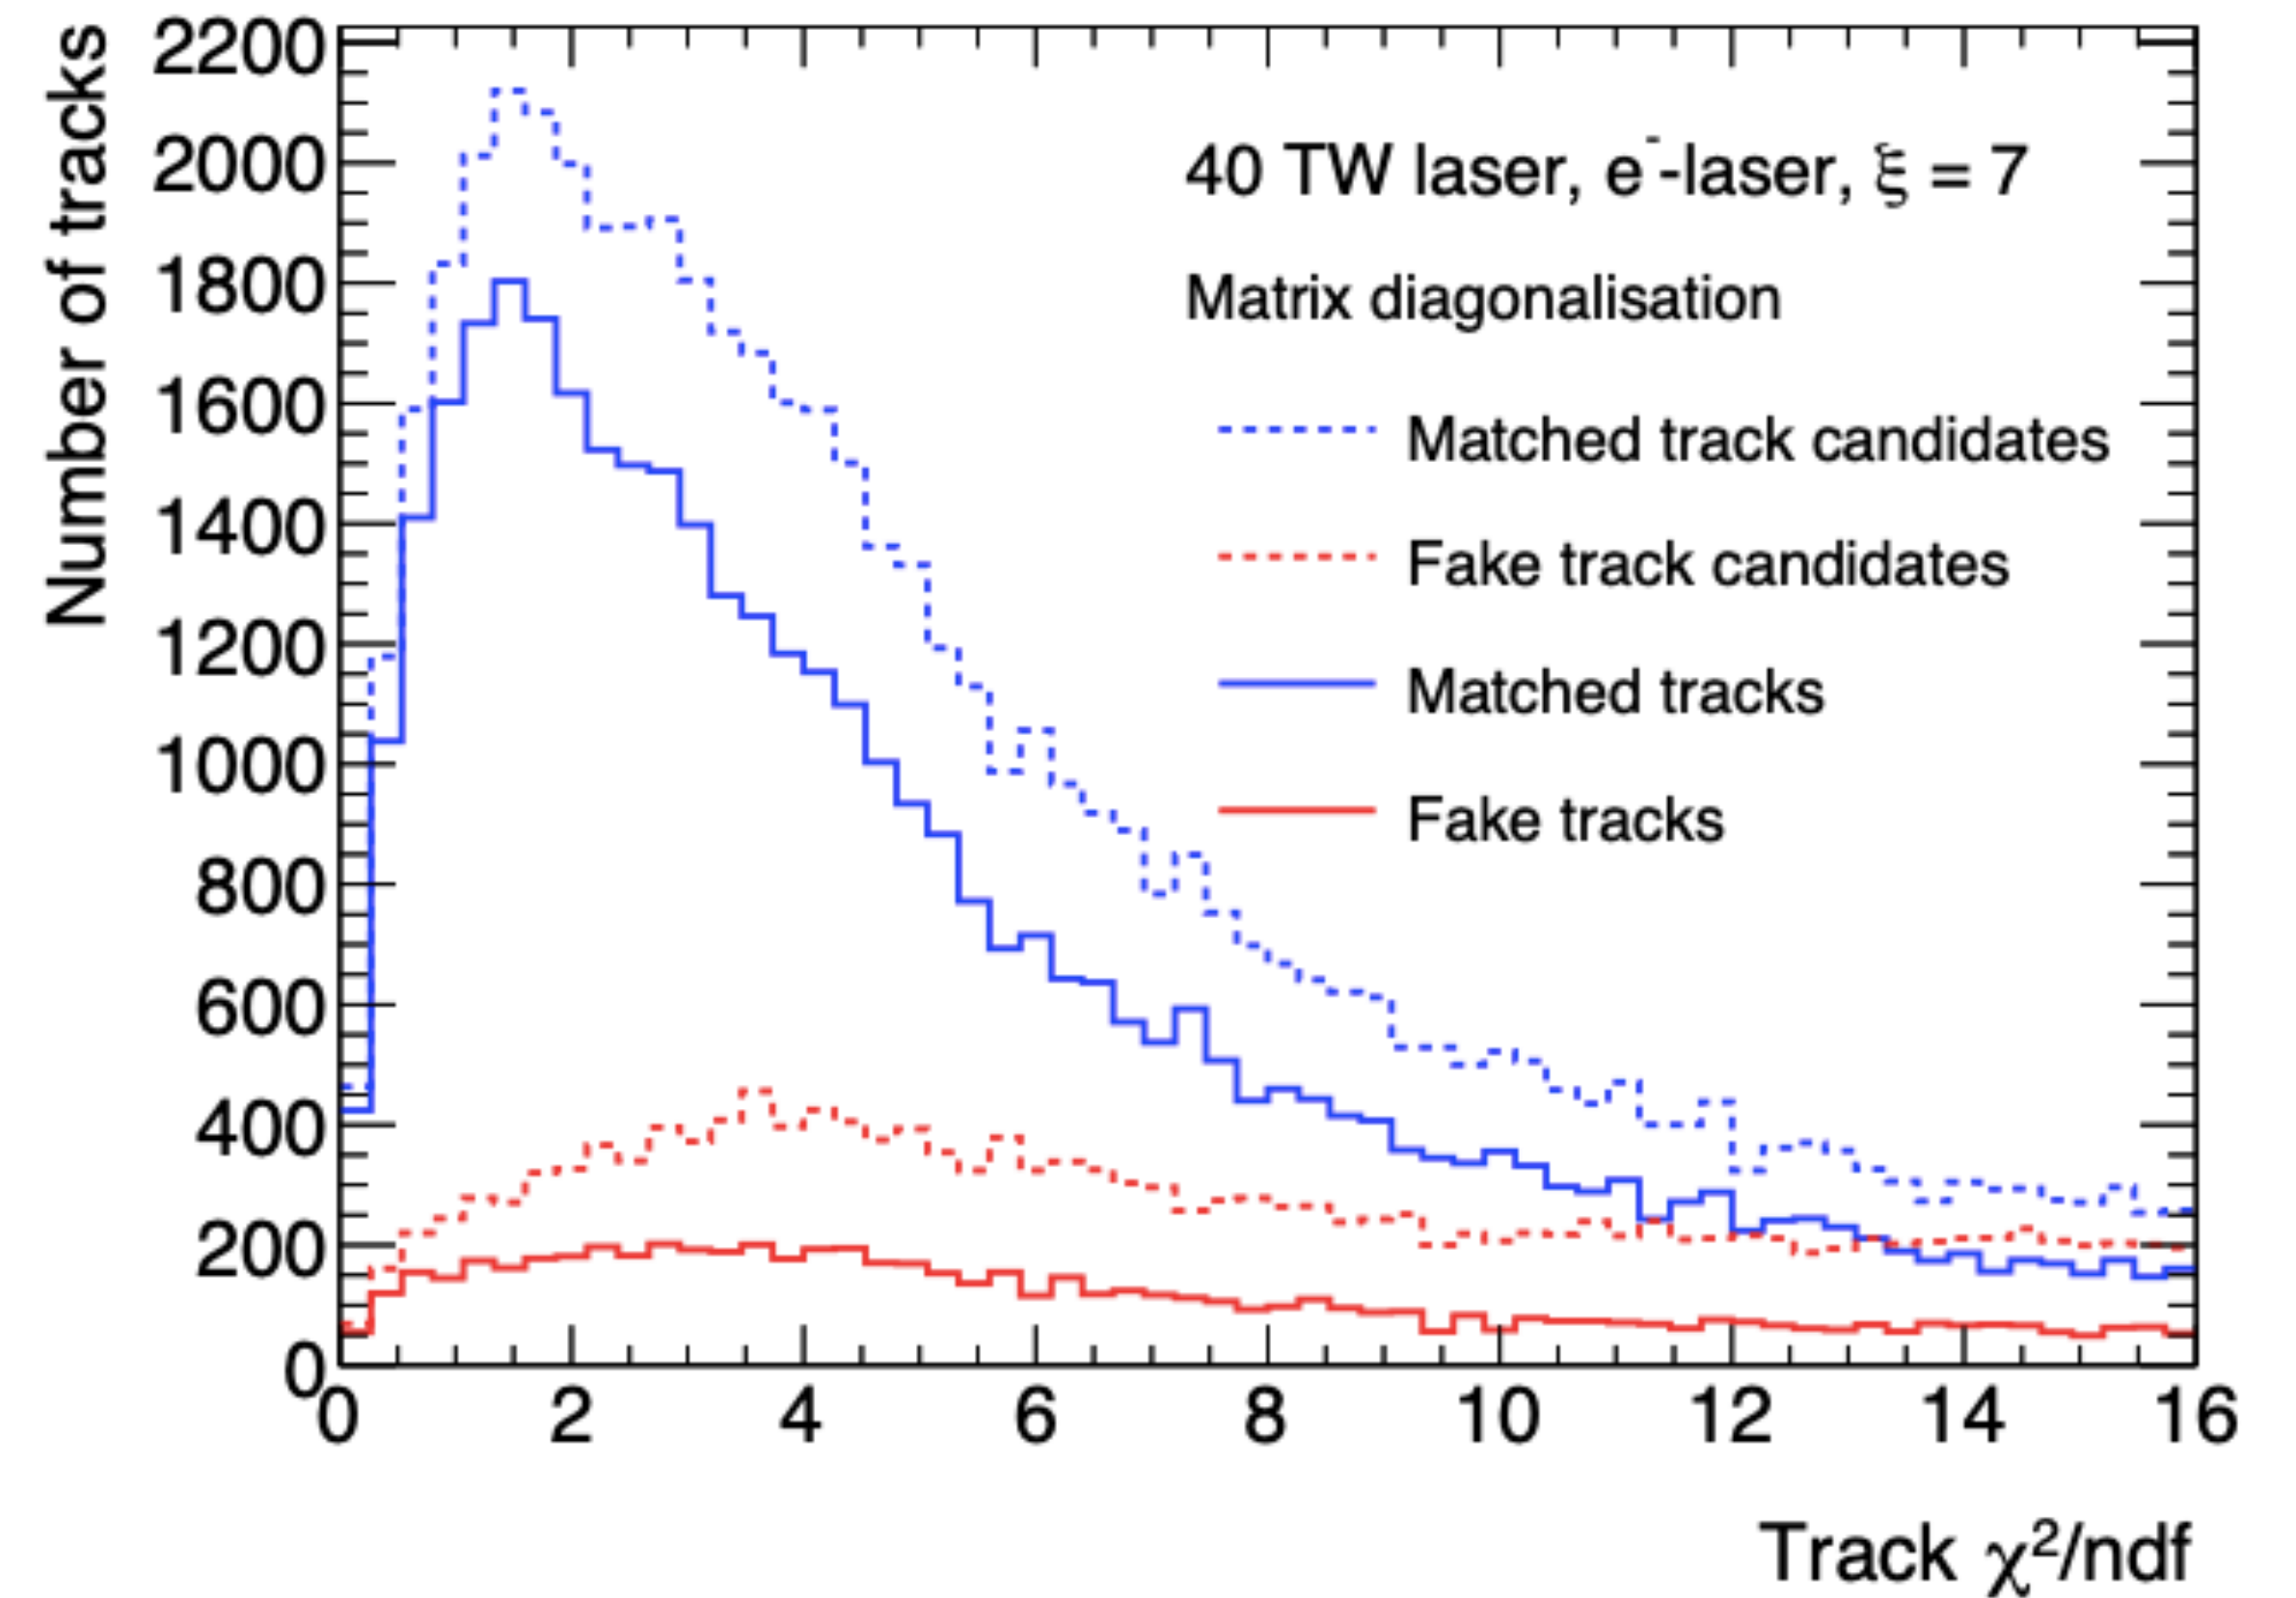 Number of tracks
2200
2000
1800
1600
1400
1200
1000
800
600
400
200
0
40 TW laser, e⁻-laser, ξ = 7
Matrix diagonalisation
Matched track candidates
Fake track candidates
Matched tracks
Fake tracks
0 2 4 6 8 10 12 14 16
Track χ²/ndf